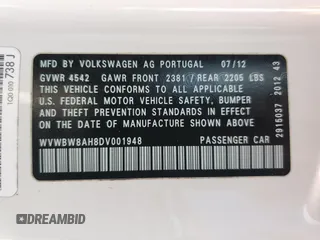 MFD BY VOLKSWAGEN AG PORTUGAL 07/12
GVWR 4542 GAWR FRONT 2381 / REAR 2205 LBS
THIS VEHICLE CONFORMS TO ALL APPLICABLE
U.S. FEDERAL MOTOR VEHICLE SAFETY, BUMPER
AND THEFT PREVENTION STANDARDS IN EFFECT ON
THE DATE OF MANUFACTURE SHOWN ABOVE
WVWBW8AH8DV001948 PASSENGER CAR
2915037 2012 43
738 J
DREAMBID